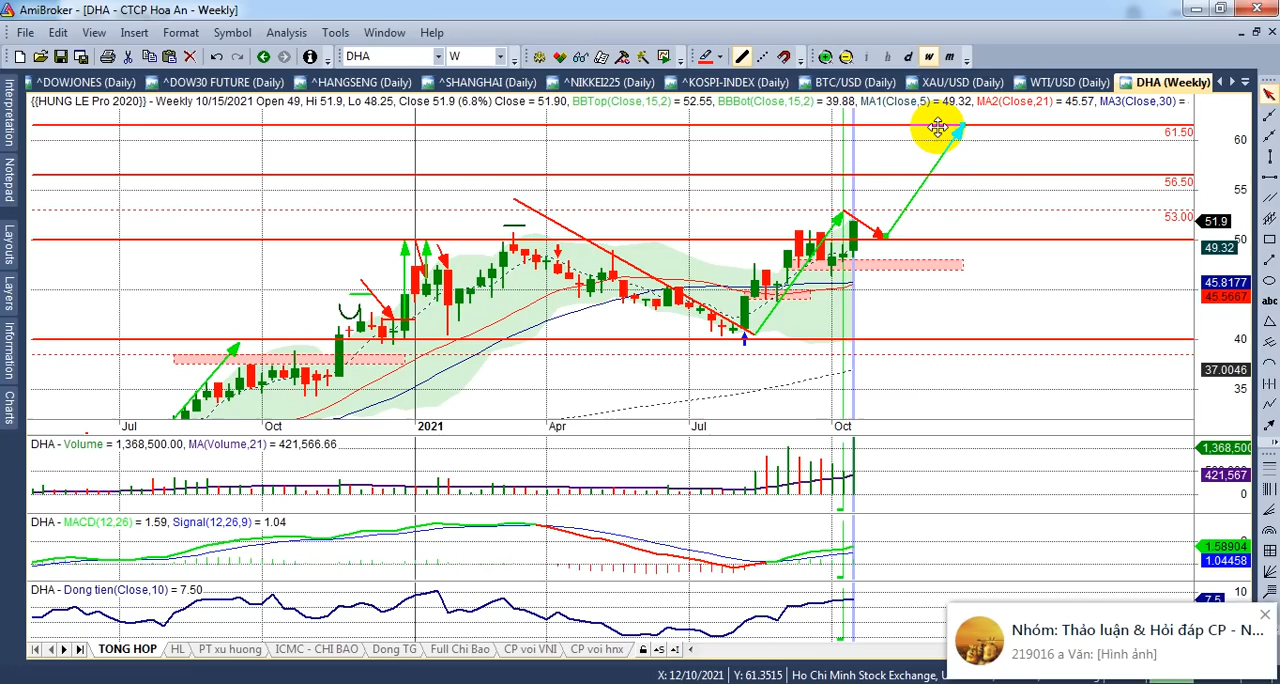 AmiBroker - [DHA - CTCP Hoa An - Weekly]
File Edit View Insert Format Symbol Analysis Tools Window Help
DHA W i h d w m
^DOWJONES (Daily) ^DOW30 FUTURE (Daily) ^HANGSENG (Daily) ^SHANGHAI (Daily) ^NIKKEI225 (Daily) ^KOSPI-INDEX (Daily) BTC/USD (Daily) XAU/USD (Daily) WTI/USD (Daily) DHA (Weekly)
{{HUNG LE Pro 2020}} - Weekly 10/15/2021 Open 49, Hi 51.9, Lo 48.25, Close 51.9 (6.8%) Close = 51.90, BBTop(Close,15,2) = 52.55, BBBot(Close,15,2) = 39.88, MA1(Close,5) = 49.32, MA2(Close,21) = 45.57, MA3(Close,30) =
Interpretation
Notepad
Layouts
Layers
Information
Charts
abc
61.50
60
56.50
55
53.00
51.9
50
49.32
45.8177
45.5667
40
37.0046
35
Jul Oct 2021 Apr Jul Oct
DHA - Volume = 1,368,500.00, MA(Volume,21) = 421,566.66
1,368,500
421,567
0
DHA - MACD(12,26) = 1.59, Signal(12,26,9) = 1.04
1.58904
1.04458
DHA - Dong tien(Close,10) = 7.50
10
7.5
TONG HOP HL PT xu huong ICMC - CHI BAO Dong TG Full Chi Bao CP voi VNI CP voi hnx
Nhóm: Thảo luận & Hỏi đáp CP - N...
219016 a Văn: [Hình ảnh]
X: 12/10/2021 Y: 61.3515 Ho Chi Minh Stock Exchange,